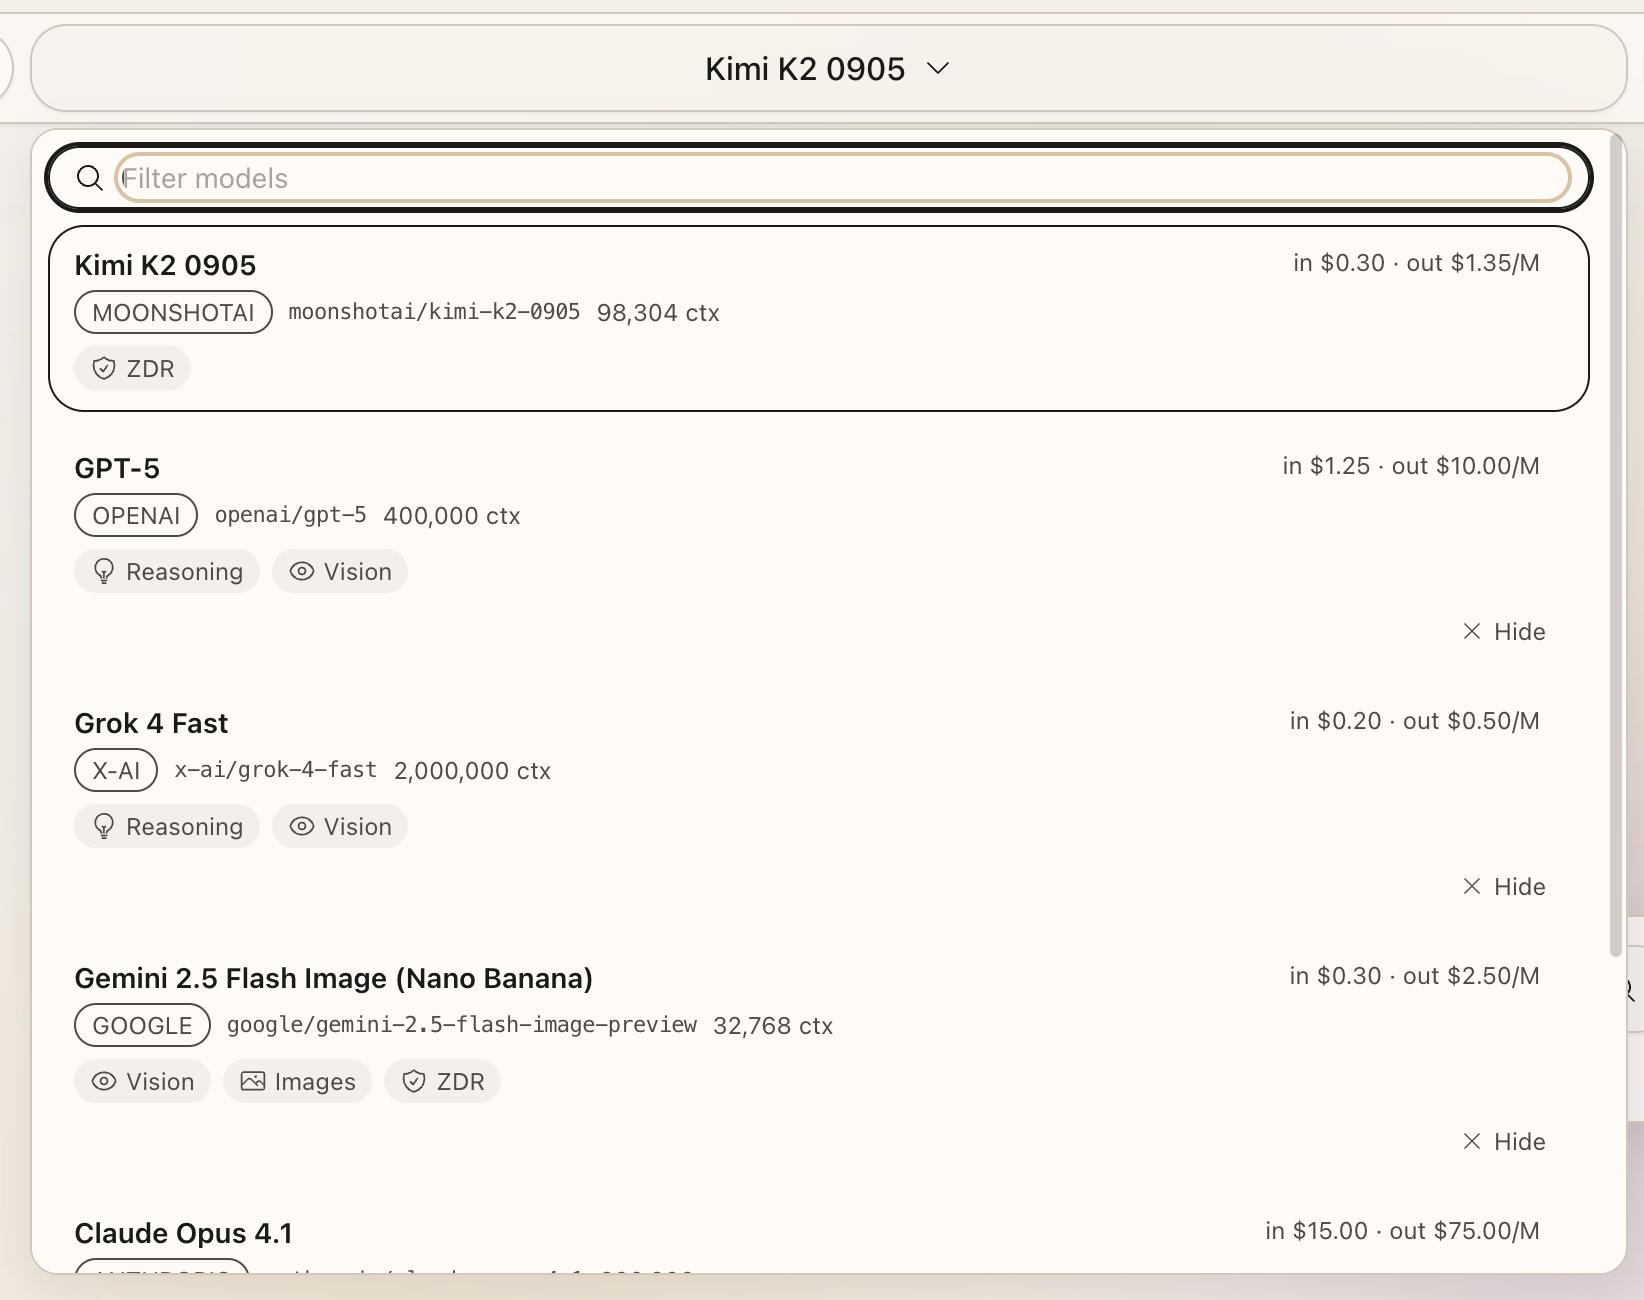 Kimi K2 0905
Filter models
Kimi K2 0905
in $0.30 · out $1.35/M
MOONSHOTAI moonshotai/kimi-k2-0905 98,304 ctx
ZDR
GPT-5
in $1.25 · out $10.00/M
OPENAI openai/gpt-5 400,000 ctx
Reasoning Vision
Hide
Grok 4 Fast
in $0.20 · out $0.50/M
X-AI x-ai/grok-4-fast 2,000,000 ctx
Reasoning Vision
Hide
Gemini 2.5 Flash Image (Nano Banana)
in $0.30 · out $2.50/M
GOOGLE google/gemini-2.5-flash-image-preview 32,768 ctx
Vision Images ZDR
Hide
Claude Opus 4.1
in $15.00 · out $75.00/M